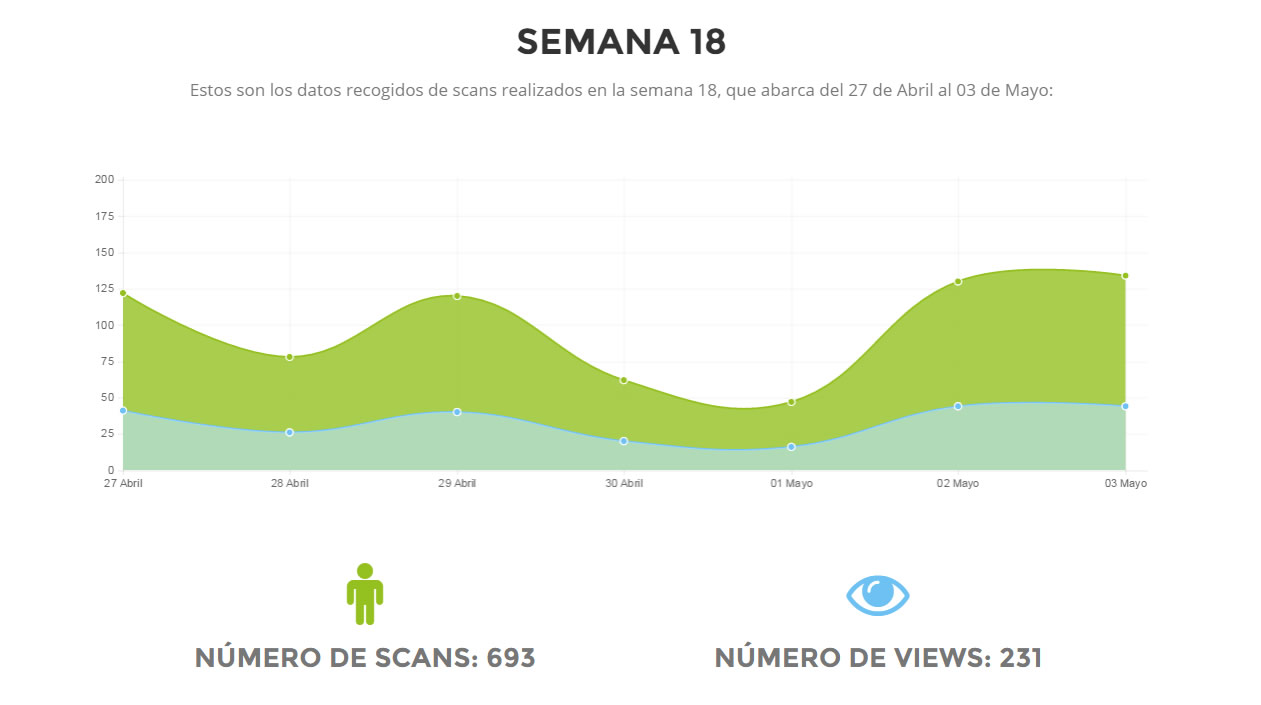 SEMANA 18
Estos son los datos recogidos de scans realizados en la semana 18, que abarca del 27 de Abril al 03 de Mayo:
200
175
150
125
100
75
50
25
0
27 Abril 28 Abril 29 Abril 30 Abril 01 Mayo 02 Mayo 03 Mayo
NÚMERO DE SCANS: 693 NÚMERO DE VIEWS: 231